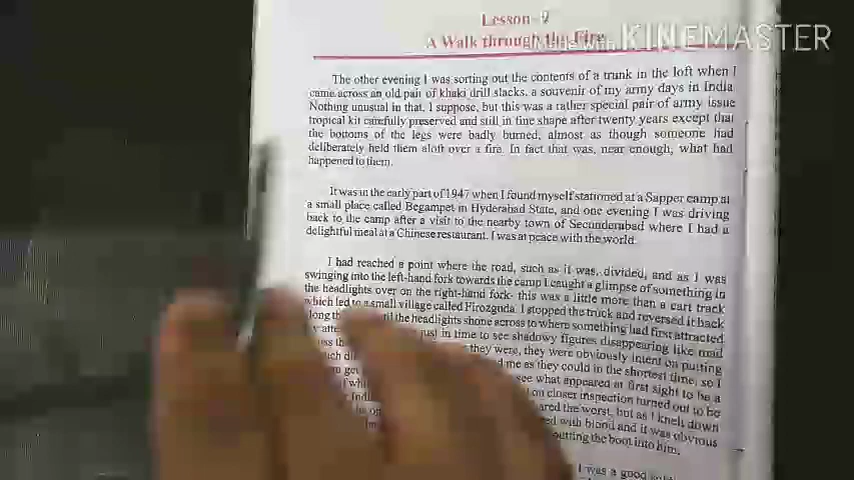 Lesson-9
A Walk through the Fire
Made with KINEMASTER
The other evening I was sorting out the contents of a trunk in the loft when I
came across an old pair of khaki drill slacks, a souvenir of my army days in India
Nothing unusual in that, I suppose, but this was a rather special pair of army issue
tropical kit carefully preserved and still in fine shape after twenty years except that
the bottoms of the legs were badly burned, almost as though someone had
deliberately held them aloft over a fire. In fact that was, near enough, what had
happened to them.
It was in the early part of 1947 when I found myself stationed at a Sapper camp at
a small place called Begampet in Hyderabad State, and one evening I was driving
back to the camp after a visit to the nearby town of Secunderabad where I had a
delightful meal at a Chinese restaurant. I was at peace with the world.
I had reached a point where the road, such as it was, divided, and as I was
swinging into the left-hand fork towards the camp I caught a glimpse of something in
the headlights over on the right-hand fork- this was a little more than a cart track
which led to a small village called Firozguda. I stopped the truck and reversed it back
long the until the headlights shone across to where something had first attracted
just in time to see shadowy figures disappearing like mad
they were, they were obviously intent on putting
me as they could in the shortest time, so I
see what appeared at first sight to be a
on closer inspection turned out to be
the worst, but as I knelt down
with blood and it was obvious
putting the boot into him.
I was a good